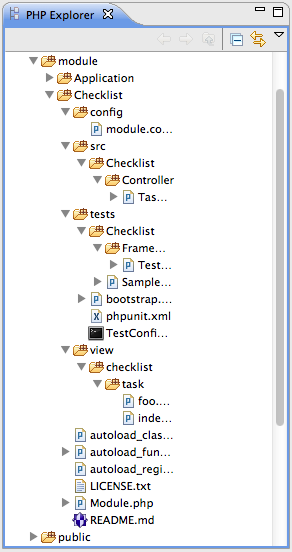 PHP Explorer
module
Application
Checklist
config
module.co...
src
Checklist
Controller
Tas...
tests
Checklist
Frame...
Test...
Sample...
bootstrap....
phpunit.xml
TestConfi...
view
checklist
task
foo....
inde...
autoload_clas...
autoload_fun...
autoload_regi...
LICENSE.txt
Module.php
README.md
public